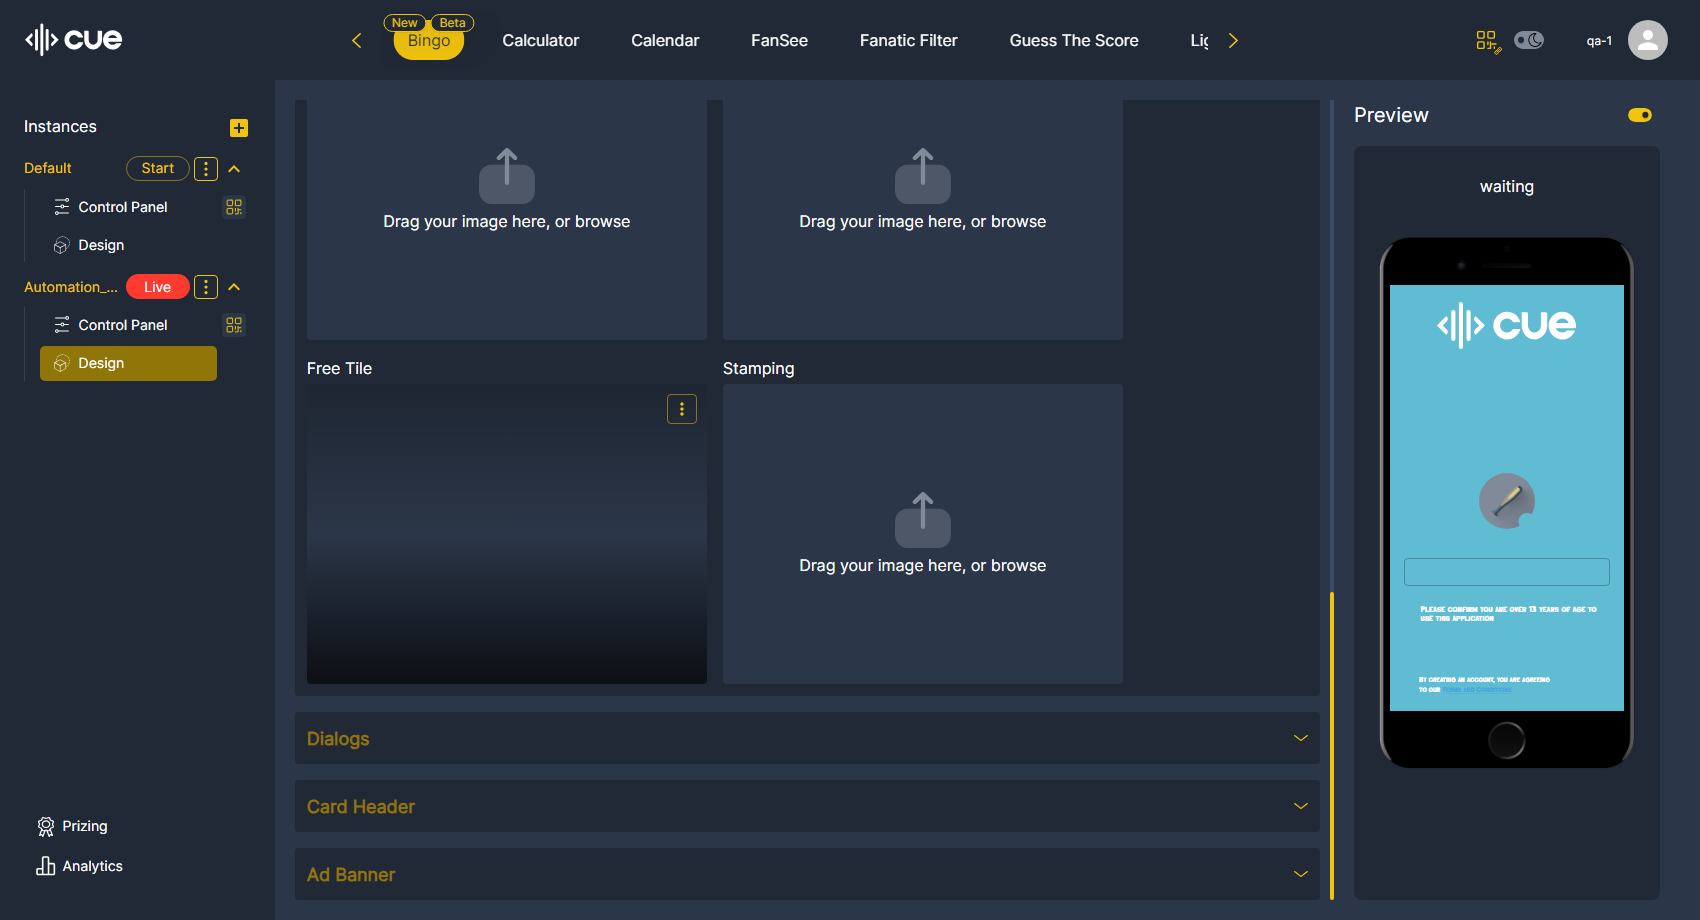 cue
New
Beta
Bingo
Calculator
Calendar
FanSee
Fanatic Filter
Guess The Score
qa-1
Instances
Default
Start
Control Panel
Design
Automation_...
Live
Control Panel
Design
Prizing
Analytics
Drag your image here, or browse
Drag your image here, or browse
Free Tile
Stamping
Drag your image here, or browse
Dialogs
Card Header
Ad Banner
Preview
waiting
cue
Please confirm you are over 13 years of age to
use this application
By creating an account, you are agreeing
to our Terms and Conditions